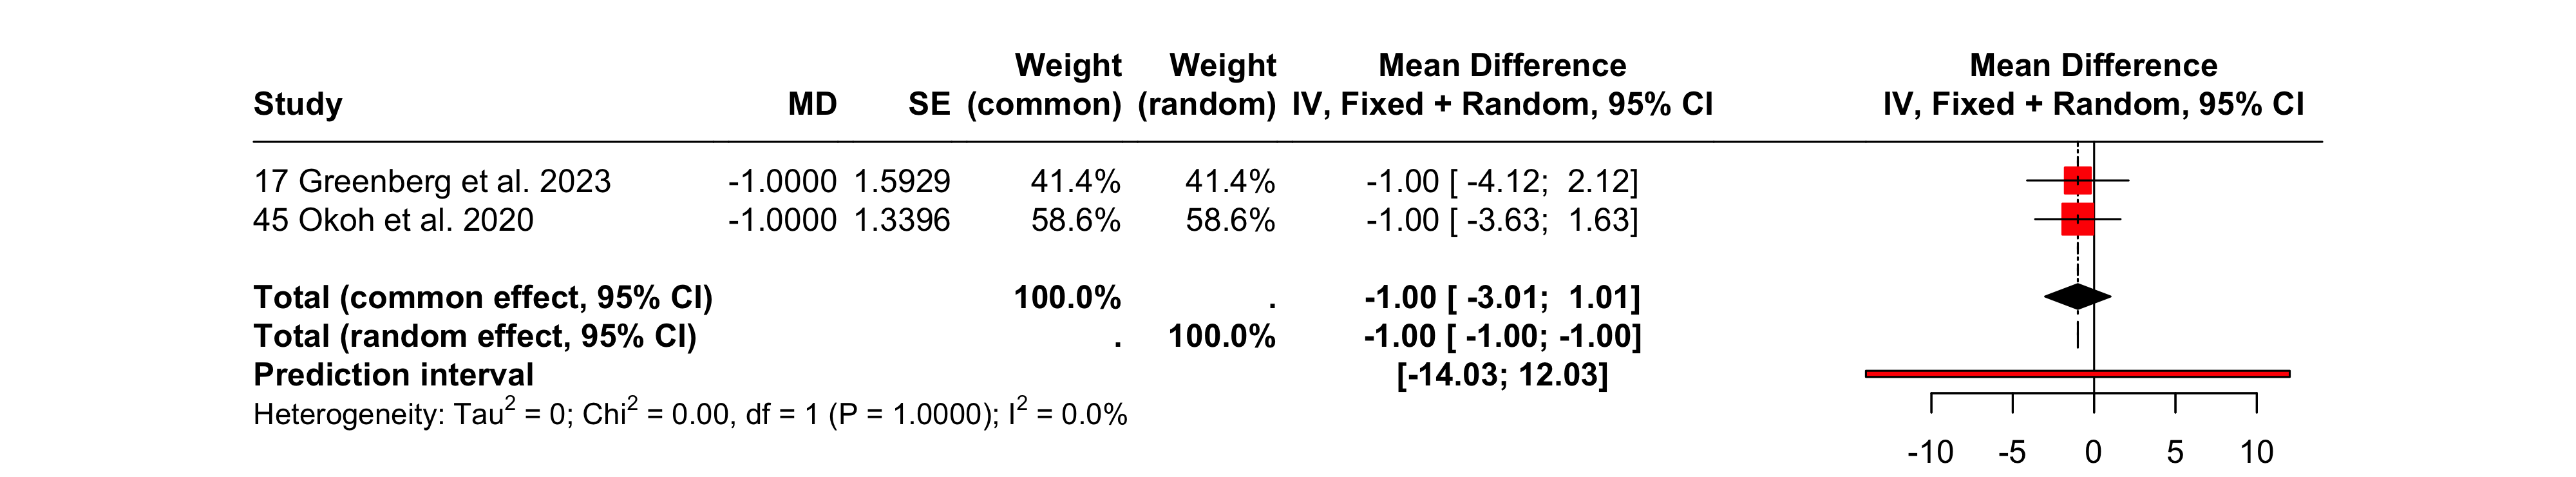 Weight Weight Mean Difference Mean Difference
Study MD SE (common) (random) IV, Fixed + Random, 95% CI IV, Fixed + Random, 95% CI
17 Greenberg et al. 2023 -1.0000 1.5929 41.4% 41.4% -1.00 [ -4.12; 2.12]
45 Okoh et al. 2020 -1.0000 1.3396 58.6% 58.6% -1.00 [ -3.63; 1.63]
Total (common effect, 95% CI) 100.0% . -1.00 [ -3.01; 1.01]
Total (random effect, 95% CI) . 100.0% -1.00 [ -1.00; -1.00]
Prediction interval [-14.03; 12.03]
Heterogeneity: Tau² = 0; Chi² = 0.00, df = 1 (P = 1.0000); I² = 0.0%
-10 -5 0 5 10